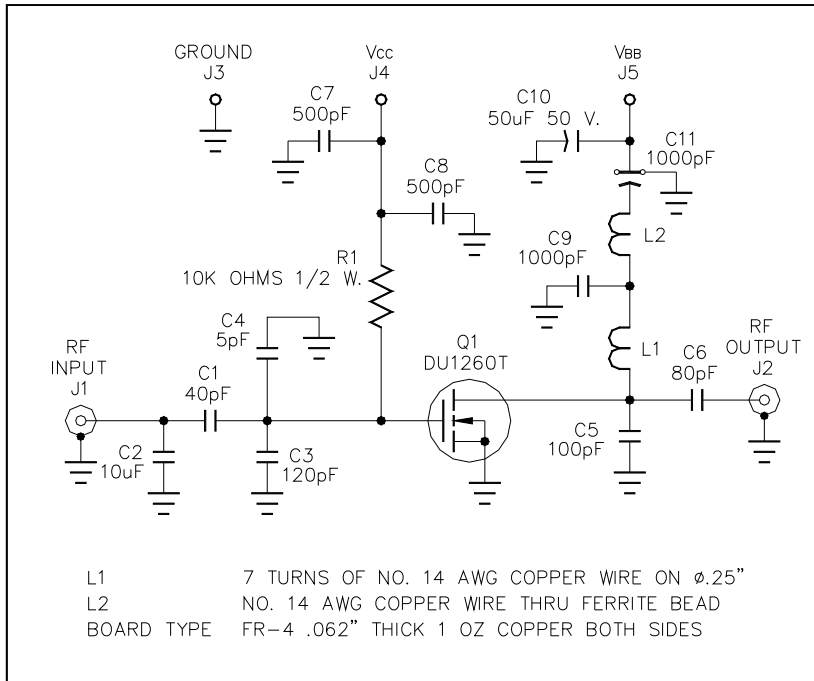 GROUND
J3
Vcc
J4
VBB
J5
C7
500pF
C10
50uF 50 V.
C11
1000pF
C8
500pF
L2
R1
10K OHMS 1/2 W.
C9
1000pF
C4
5pF
RF
INPUT
J1
C1
40pF
Q1
DU1260T
L1
C6
80pF
RF
OUTPUT
J2
C2
10uF
C3
120pF
C5
100pF
L1 7 TURNS OF NO. 14 AWG COPPER WIRE ON ø.25"
L2 NO. 14 AWG COPPER WIRE THRU FERRITE BEAD
BOARD TYPE FR-4 .062" THICK 1 OZ COPPER BOTH SIDES